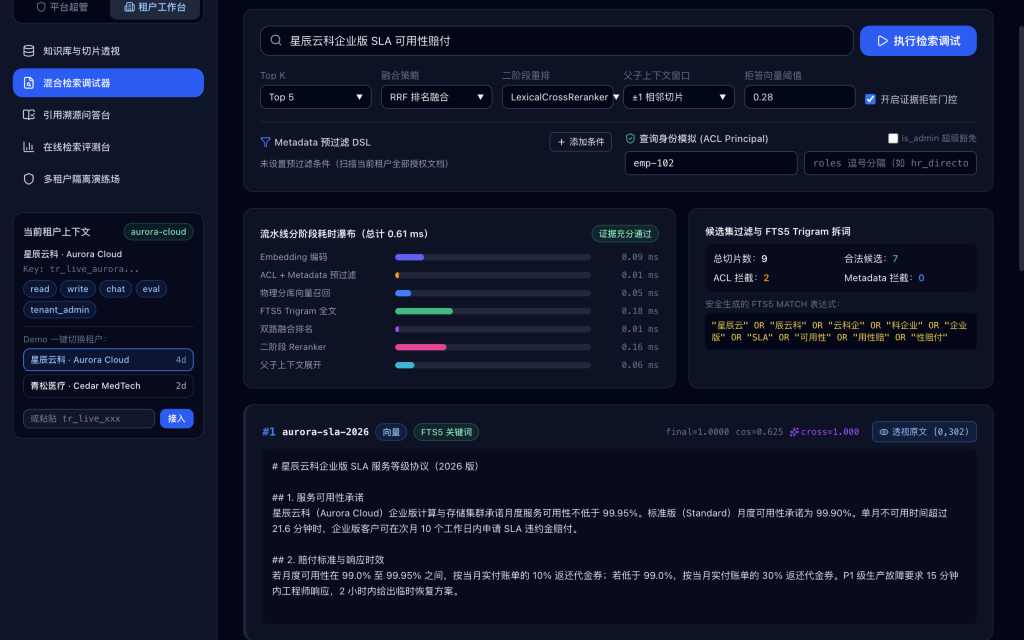 平台超管
租户工作台
知识库与切片透视
混合检索调试器
引用溯源问答台
在线检索评测台
多租户隔离演练场
当前租户上下文
aurora-cloud
星辰云科 · Aurora Cloud
Key: tr_live_aurora...
read
write
chat
eval
tenant_admin
Demo 一键切换租户：
星辰云科 · Aurora Cloud
4d
青松医疗 · Cedar MedTech
2d
或粘贴 tr_live_xxx
接入
星辰云科企业版 SLA 可用性赔付
执行检索调试
Top K
融合策略
二阶段重排
父子上下文窗口
拒答向量阈值
Top 5
RRF 排名融合
LexicalCrossReranker
±1 相邻切片
0.28
开启证据拒答门控
Metadata 预过滤 DSL
+ 添加条件
查询身份模拟 (ACL Principal)
is_admin 超级豁免
未设置预过滤条件（扫描当前租户全部授权文档）
emp-102
roles 逗号分隔（如 hr_directo
流水线分阶段耗时瀑布（总计 0.61 ms）
证据充分通过
Embedding 编码
0.09 ms
ACL + Metadata 预过滤
0.01 ms
物理分库向量召回
0.05 ms
FTS5 Trigram 全文
0.18 ms
双路融合排名
0.01 ms
二阶段 Reranker
0.16 ms
父子上下文展开
0.06 ms
候选集过滤与 FTS5 Trigram 拆词
总切片数：9
合法候选：7
ACL 拦截：2
Metadata 拦截：0
安全生成的 FTS5 MATCH 表达式：
"星辰云" OR "辰云科" OR "云科企" OR "科企业" OR "企业
版" OR "SLA" OR "可用性" OR "用性赔" OR "性赔付"
#1 aurora-sla-2026
向量
FTS5 关键词
final=1.0000 cos=0.625
cross=1.000
透视原文 [0,302)
# 星辰云科企业版 SLA 服务等级协议（2026 版）
## 1. 服务可用性承诺
星辰云科（Aurora Cloud）企业版计算与存储集群承诺月度服务可用性不低于 99.95%。标准版（Standard）月度可用性承诺为 99.90%。单月不可用时间超过
21.6 分钟时，企业版客户可在次月 10 个工作日内申请 SLA 违约金赔付。
## 2. 赔付标准与响应时效
若月度可用性在 99.0% 至 99.95% 之间，按当月实付账单的 10% 返还代金券；若低于 99.0%，按当月实付账单的 30% 返还代金券。P1 级生产故障要求 15 分钟
内工程师响应，2 小时内给出临时恢复方案。